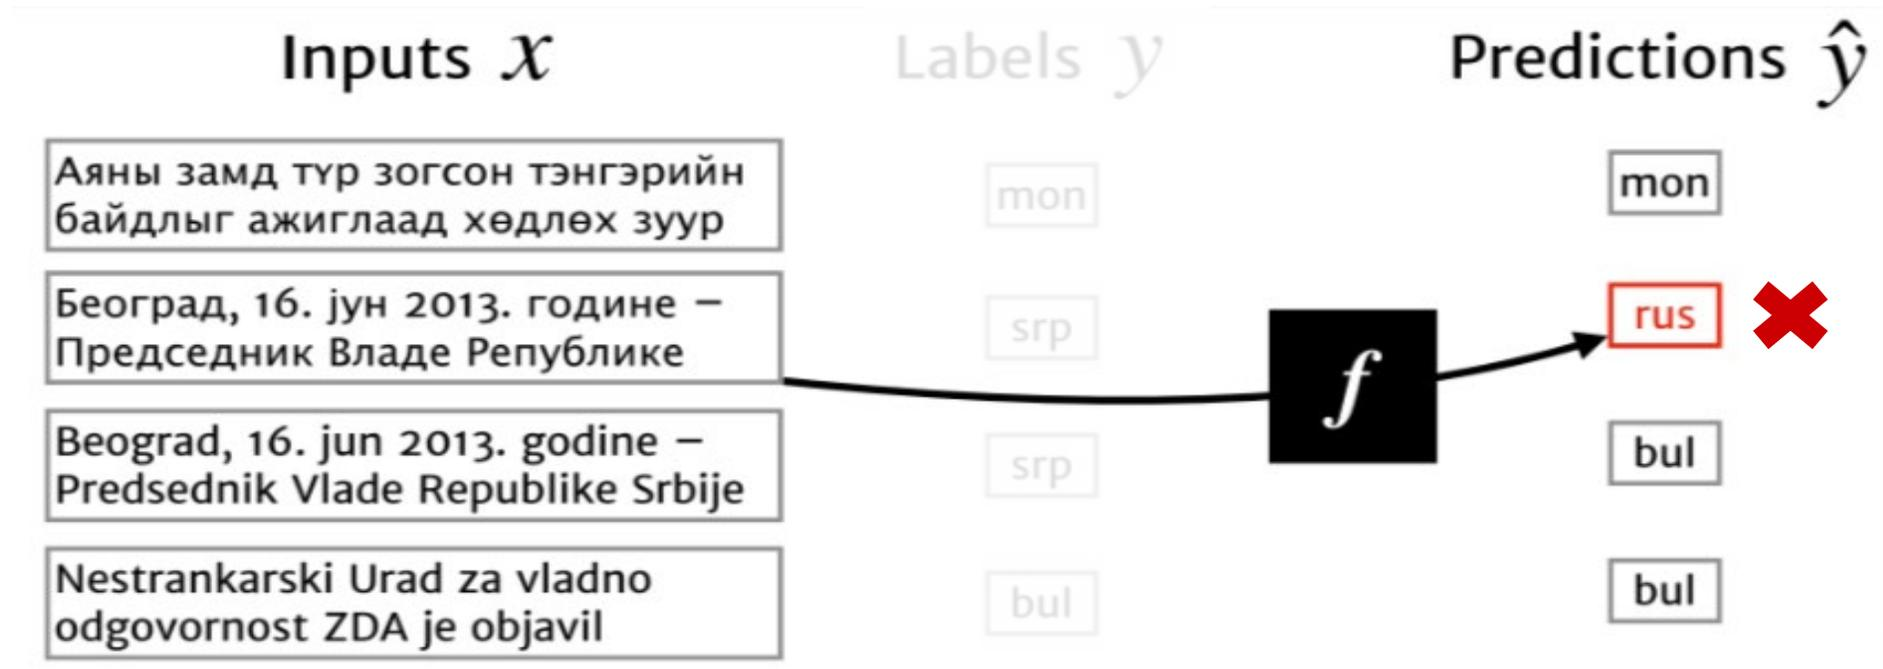 Inputs x Labels y Predictions ŷ
Аяны замд түр зогсон тэнгэрийн
байдлыг ажиглаад хөдлөх зуур
mon
mon
Београд, 16. јун 2013. године –
Председник Владе Републике
srp
rus
f
Beograd, 16. jun 2013. godine –
Predsednik Vlade Republike Srbije
srp
bul
Nestrankarski Urad za vladno
odgovornost ZDA je objavil
bul
bul